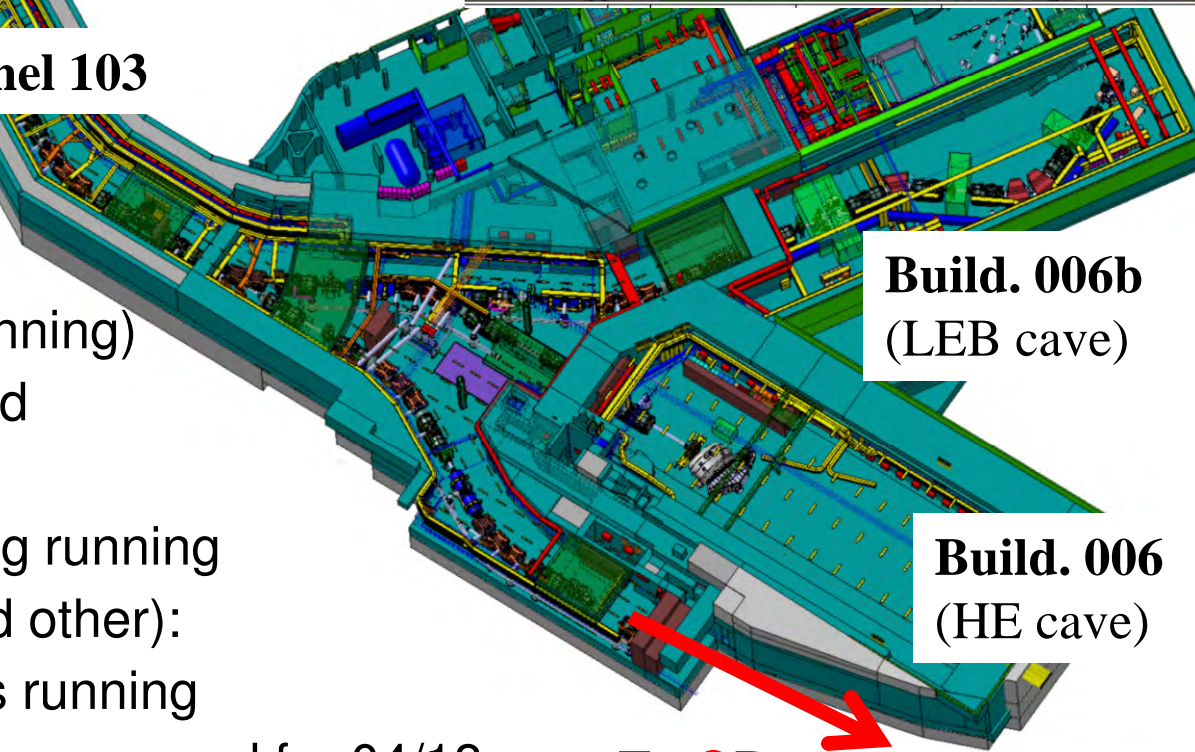 nel 103
Build. 006b
(LEB cave)
nning)
d
g running
Build. 006
(HE cave)
d other):
s running